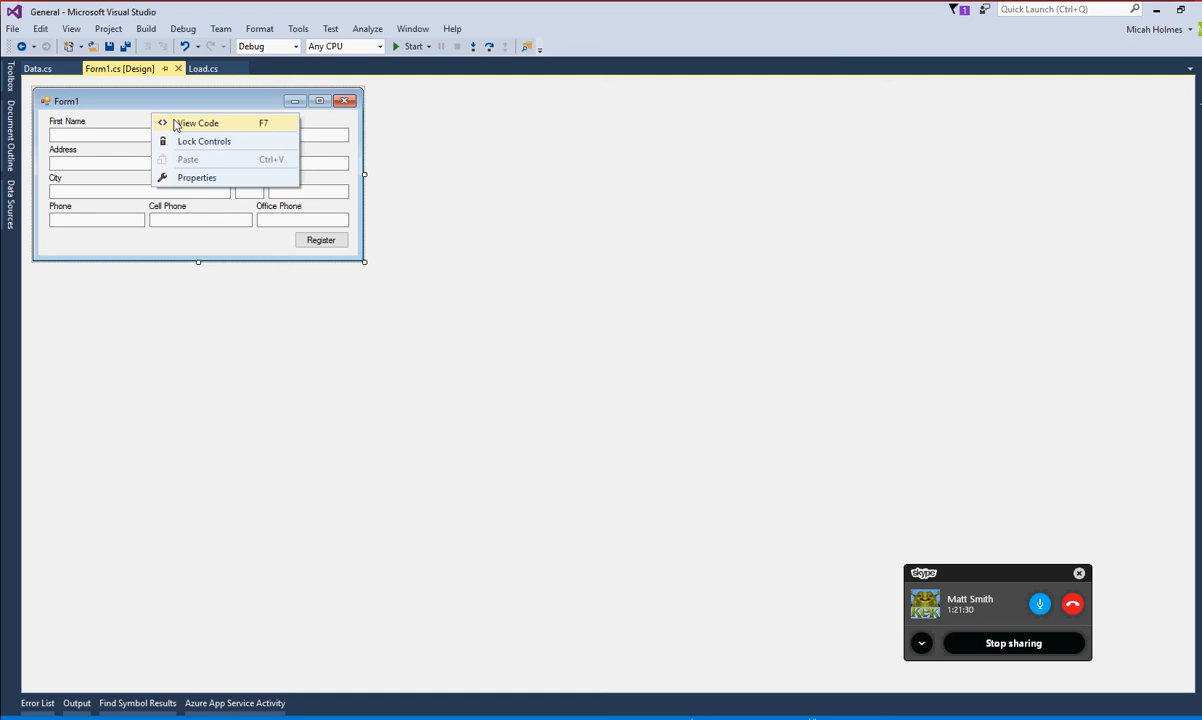 General - Microsoft Visual Studio
1
Quick Launch (Ctrl+Q)
File Edit View Project Build Debug Team Format Tools Test Analyze Window Help
Micah Holmes
Debug Any CPU Start
Toolbox
Document Outline
Data Sources
Data.cs Form1.cs [Design] Load.cs
Form1
First Name
View Code F7
Lock Controls
Address
Paste Ctrl+V
City
Properties
Phone Cell Phone Office Phone
Register
skype
Matt Smith
1:21:30
KEK
Stop sharing
Error List Output Find Symbol Results Azure App Service Activity